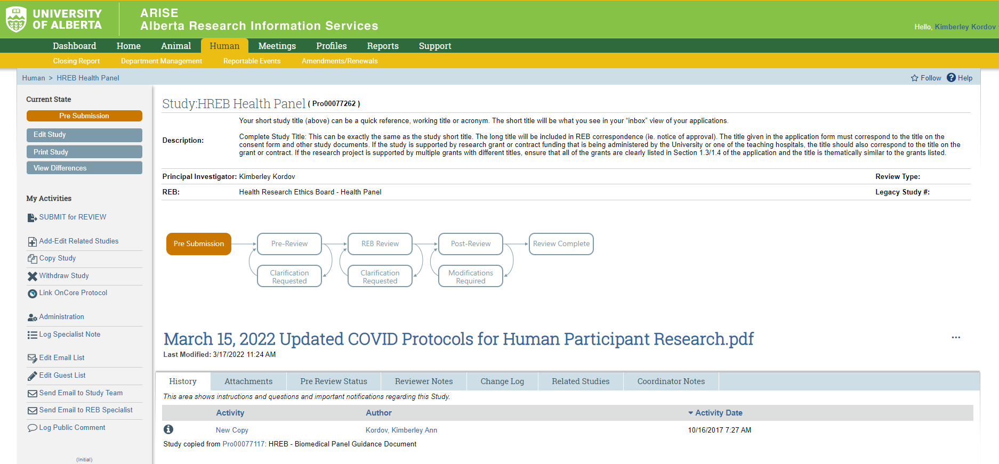 UNIVERSITY
OF ALBERTA
ARISE
Alberta Research Information Services
Hello, Kimberley Kordov
Dashboard Home Animal Human Meetings Profiles Reports Support
Closing Report Department Management Reportable Events Amendments/Renewals
Human > HREB Health Panel
Follow ? Help
Current State
Pre Submission
Edit Study
Print Study
View Differences
My Activities
SUBMIT for REVIEW
Add-Edit Related Studies
Copy Study
Withdraw Study
Link OnCore Protocol
Administration
Log Specialist Note
Edit Email List
Edit Guest List
Send Email to Study Team
Send Email to REB Specialist
Log Public Comment
(Initial)
Study:HREB Health Panel ( Pro00077262 )
Description:
Your short study title (above) can be a quick reference, working title or acronym. The short title will be what you see in your “inbox” view of your applications.
Complete Study Title: This can be exactly the same as the study short title. The long title will be included in REB correspondence (ie. notice of approval). The title given in the application form must correspond to the title on the
consent form and other study documents. If the study is supported by research grant or contract funding that is being administered by the University or one of the teaching hospitals, the title should also correspond to the title on the
grant or contract. If the research project is supported by multiple grants with different titles, ensure that all of the grants are clearly listed in Section 1.3/1.4 of the application and the title is thematically similar to the grants listed.
Principal Investigator: Kimberley Kordov Review Type:
REB: Health Research Ethics Board - Health Panel Legacy Study #:
Pre Submission Pre-Review REB Review Post-Review Review Complete
Clarification Clarification Modifications
Requested Requested Required
March 15, 2022 Updated COVID Protocols for Human Participant Research.pdf ...
Last Modified: 3/17/2022 11:24 AM
History Attachments Pre Review Status Reviewer Notes Change Log Related Studies Coordinator Notes
This area shows instructions and questions and important notifications regarding this Study.
Activity Author Activity Date
New Copy Kordov, Kimberley Ann 10/16/2017 7:27 AM
Study copied from Pro00077117: HREB - Biomedical Panel Guidance Document